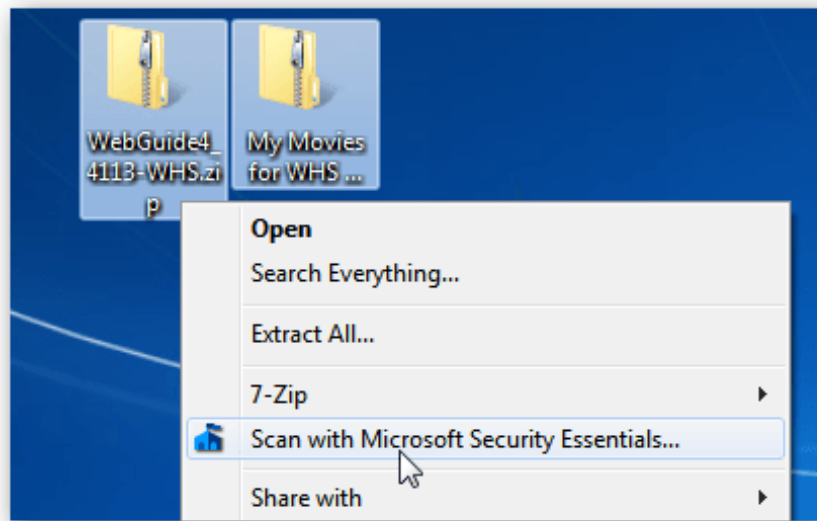 WebGuide4_
4113-WHS.zi
p
My Movies
for WHS ...
Open
Search Everything...
Extract All...
7-Zip
Scan with Microsoft Security Essentials...
Share with